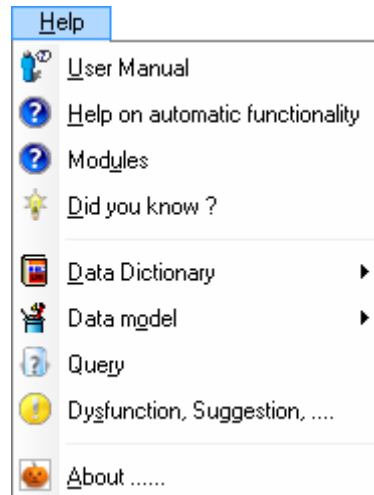 Help
User Manual
Help on automatic functionality
Modules
Did you know ?
Data Dictionary
Data model
Query
Dysfunction, Suggestion, ....
About ......